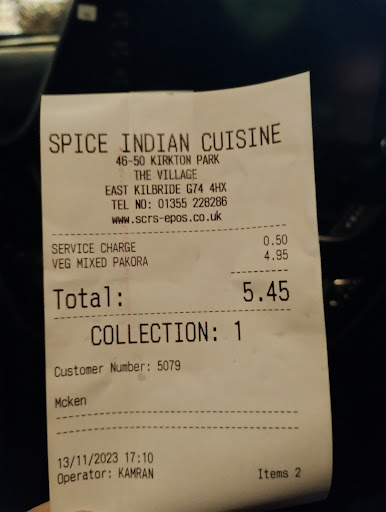 SPICE INDIAN CUISINE
46-50 KIRKTON PARK
THE VILLAGE
EAST KILBRIDE G74 4HX
TEL NO: 01355 228286
www.scrs-epos.co.uk
SERVICE CHARGE 0.50
VEG MIXED PAKORA 4.95
Total: 5.45
COLLECTION: 1
Customer Number: 5079
Mcken
13/11/2023 17:10
Operator: KAMRAN Items 2